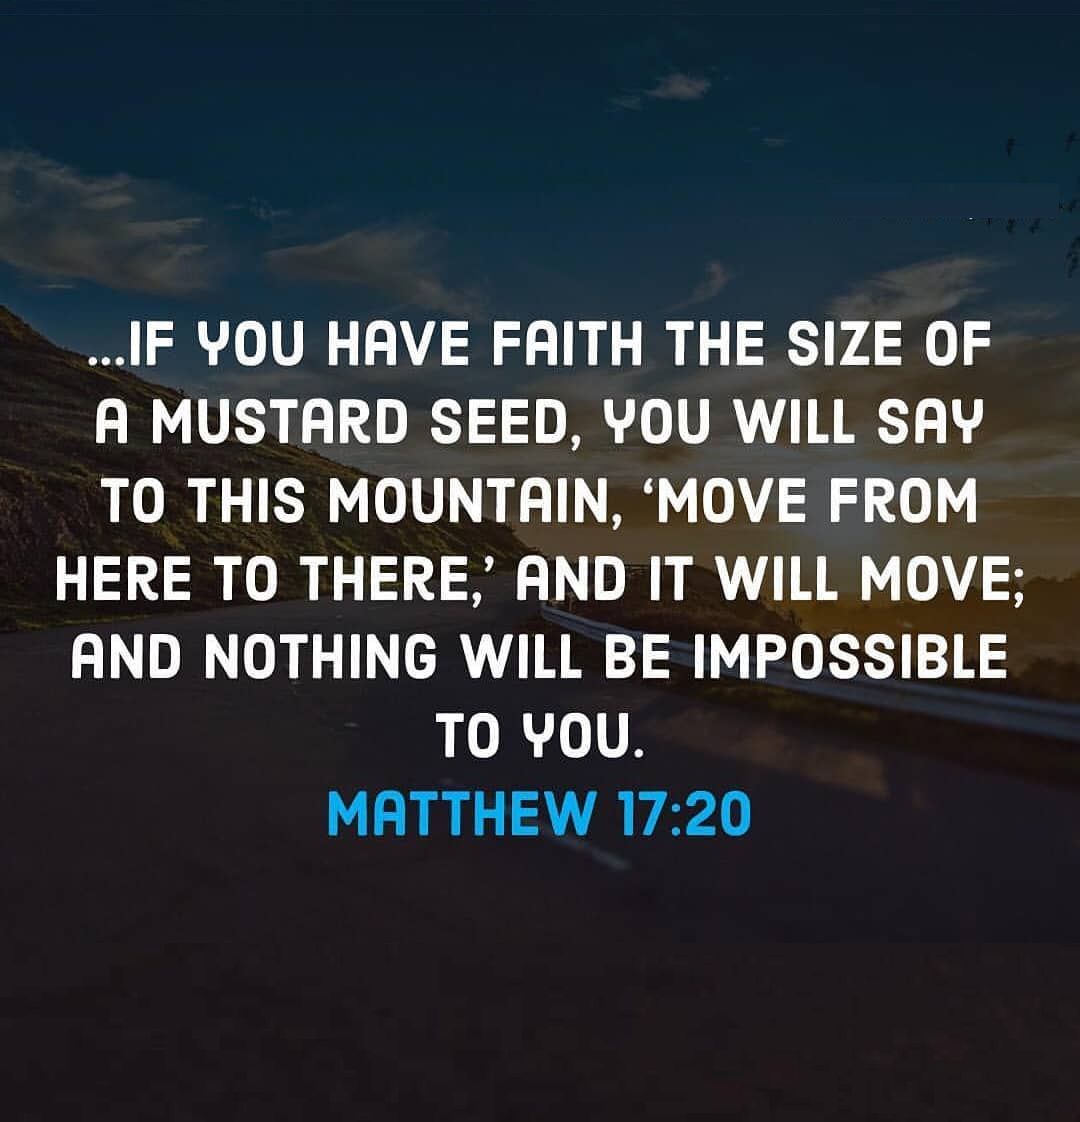 ...IF YOU HAVE FAITH THE SIZE OF
A MUSTARD SEED, YOU WILL SAY
TO THIS MOUNTAIN, ‘MOVE FROM
HERE TO THERE,’ AND IT WILL MOVE;
AND NOTHING WILL BE IMPOSSIBLE
TO YOU.
MATTHEW 17:20